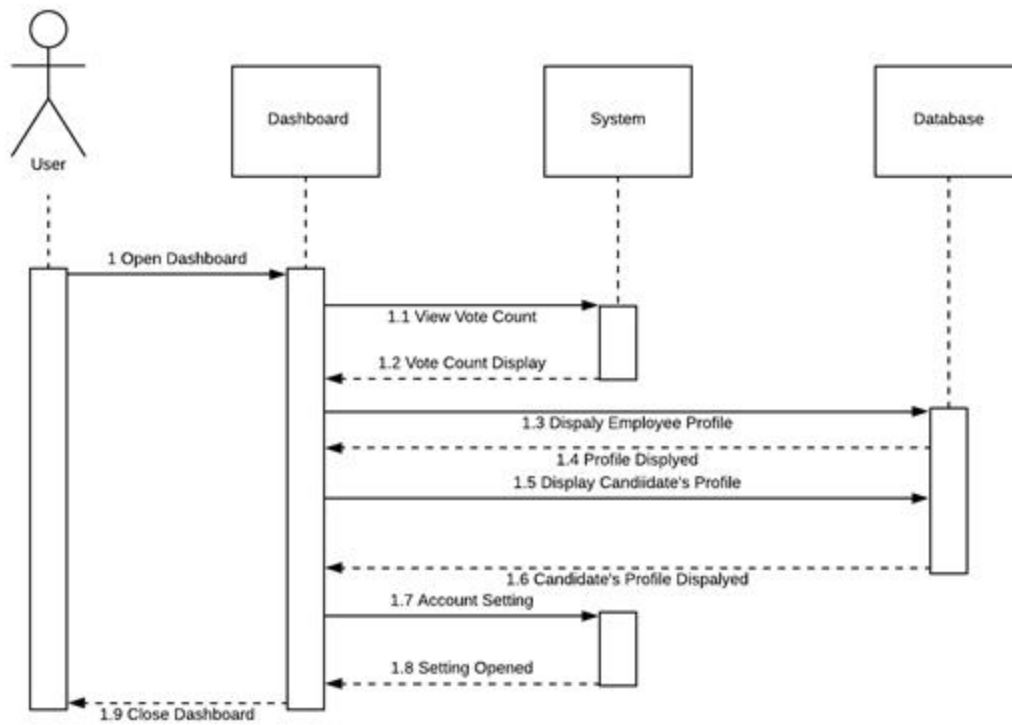 User
Dashboard
System
Database
1 Open Dashboard
1.1 View Vote Count
1.2 Vote Count Display
1.3 Dispaly Employee Profile
1.4 Profile Displyed
1.5 Display Candiidate's Profile
1.6 Candidate's Profile Dispalyed
1.7 Account Setting
1.8 Setting Opened
1.9 Close Dashboard